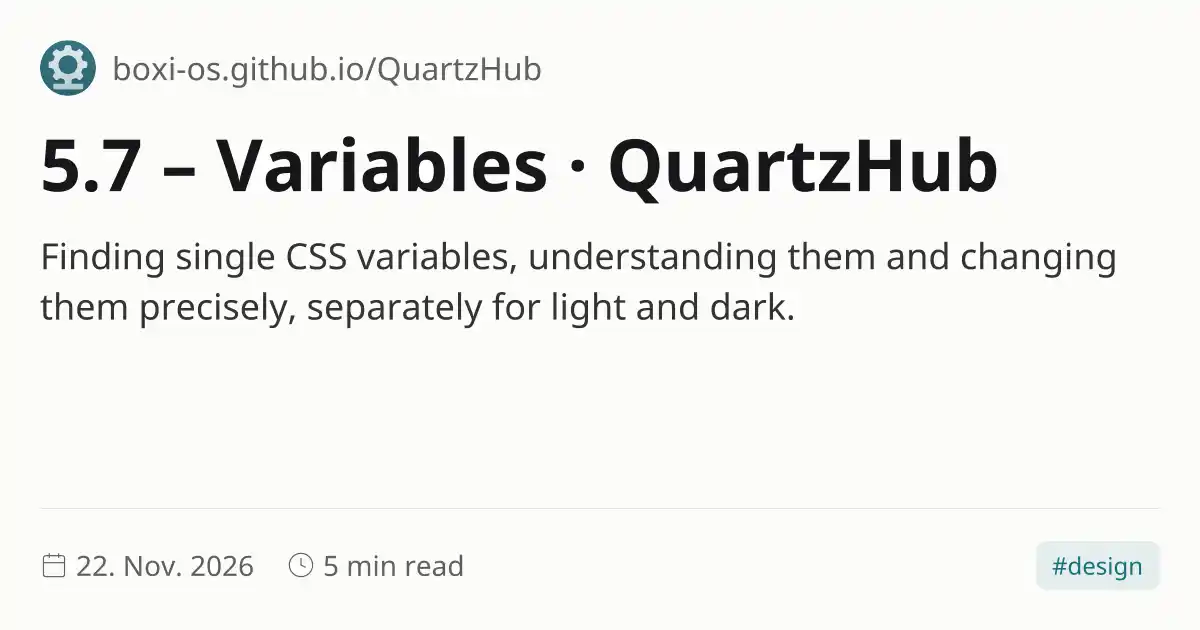 boxi-os.github.io/QuartzHub
5.7 – Variables · QuartzHub
Finding single CSS variables, understanding them and changing
them precisely, separately for light and dark.
22. Nov. 2026 5 min read #design